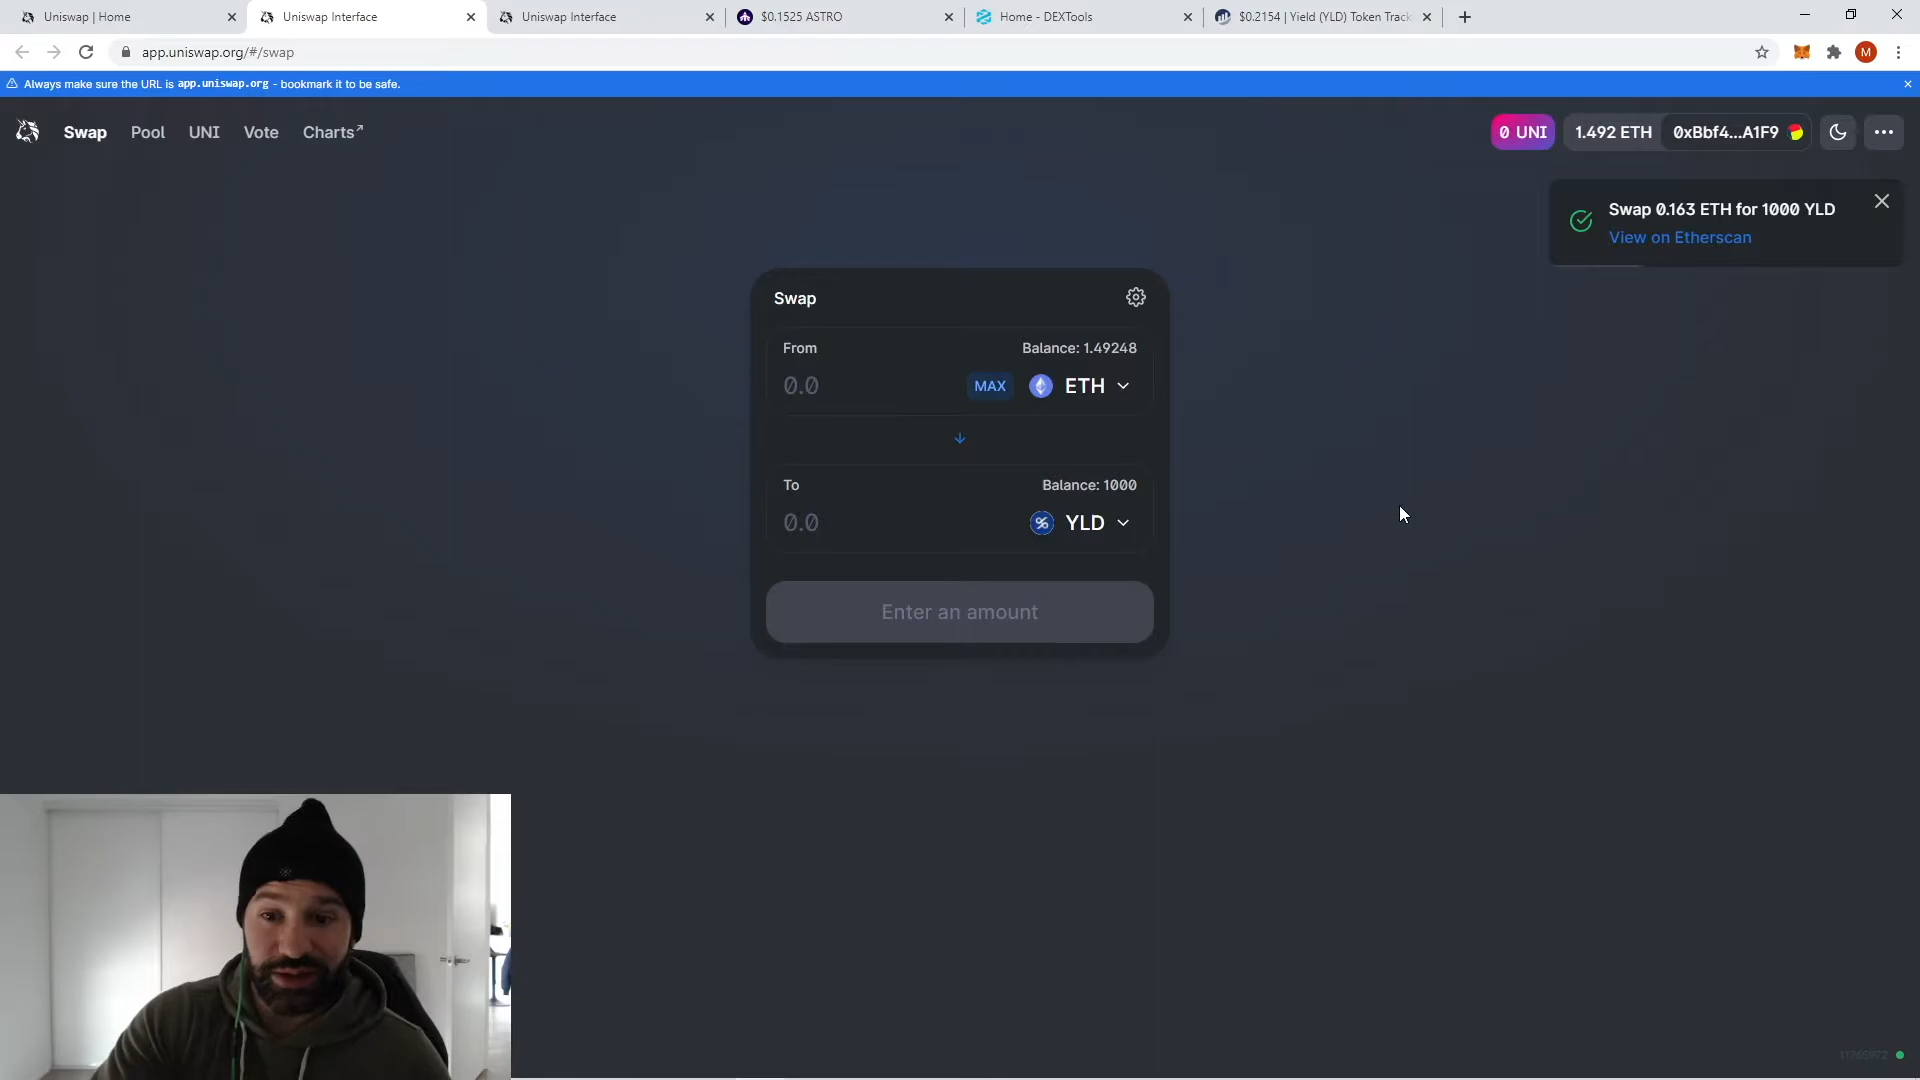 Uniswap | Home
Uniswap Interface
Uniswap Interface
$0.1525 ASTRO
Home - DEXTools
$0.2154 | Yield (YLD) Token Track
app.uniswap.org/#/swap
M
Always make sure the URL is app.uniswap.org - bookmark it to be safe.
Swap
Pool
UNI
Vote
Charts↗
0 UNI
1.492 ETH
0xBbf4...A1F9
Swap 0.163 ETH for 1000 YLD
View on Etherscan
Swap
From
Balance: 1.49248
0.0
MAX
ETH
To
Balance: 1000
0.0
YLD
Enter an amount